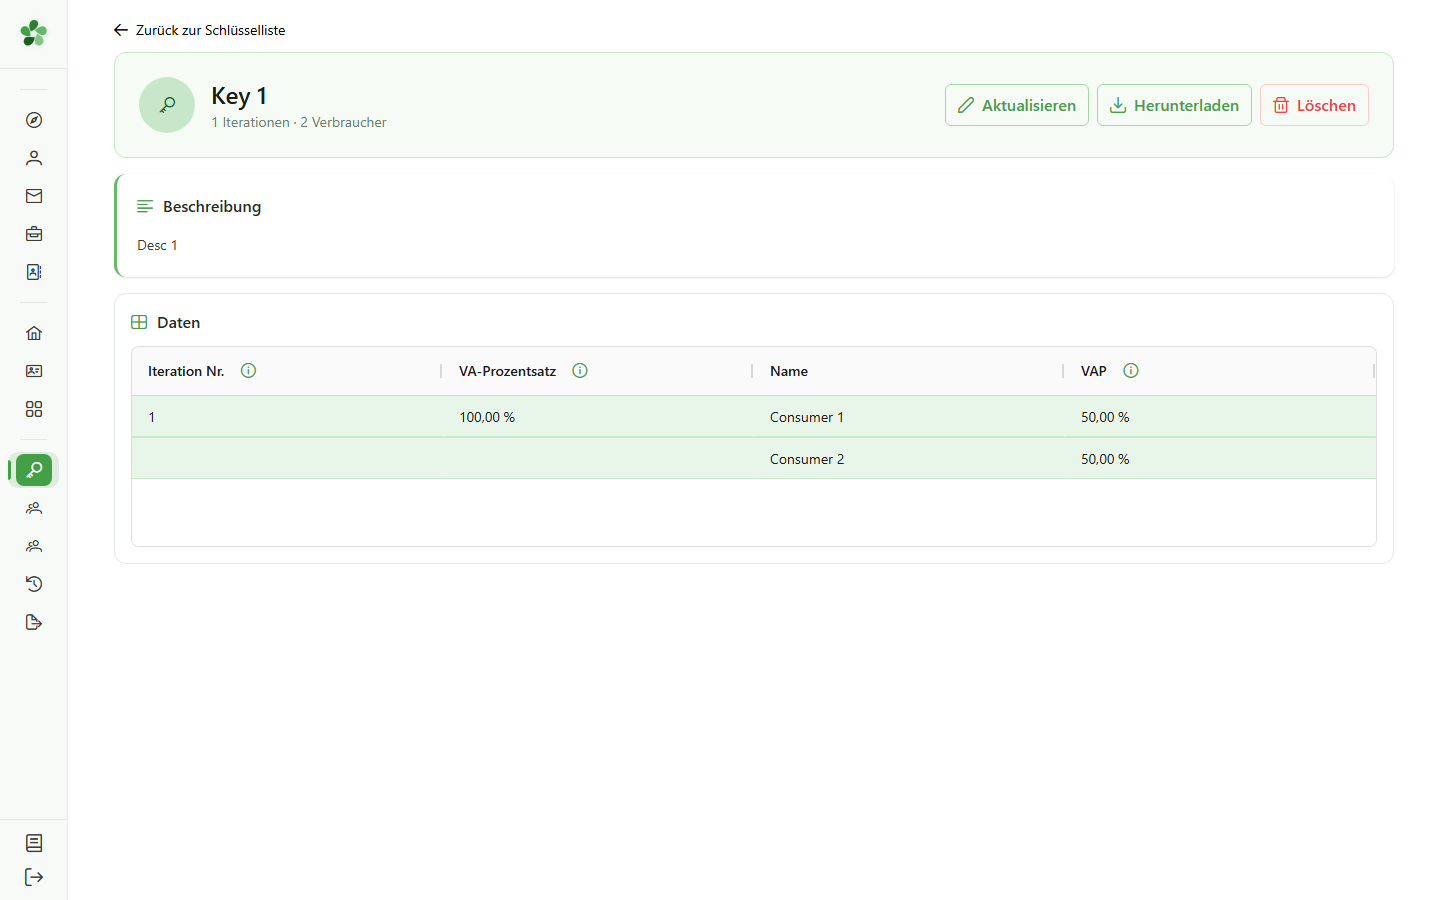 Zurück zur Schlüsselliste
Key 1
1 Iterationen · 2 Verbraucher
Aktualisieren
Herunterladen
Löschen
Beschreibung
Desc 1
Daten
Iteration Nr. VA-Prozentsatz Name VAP
1 100,00 % Consumer 1 50,00 %
Consumer 2 50,00 %